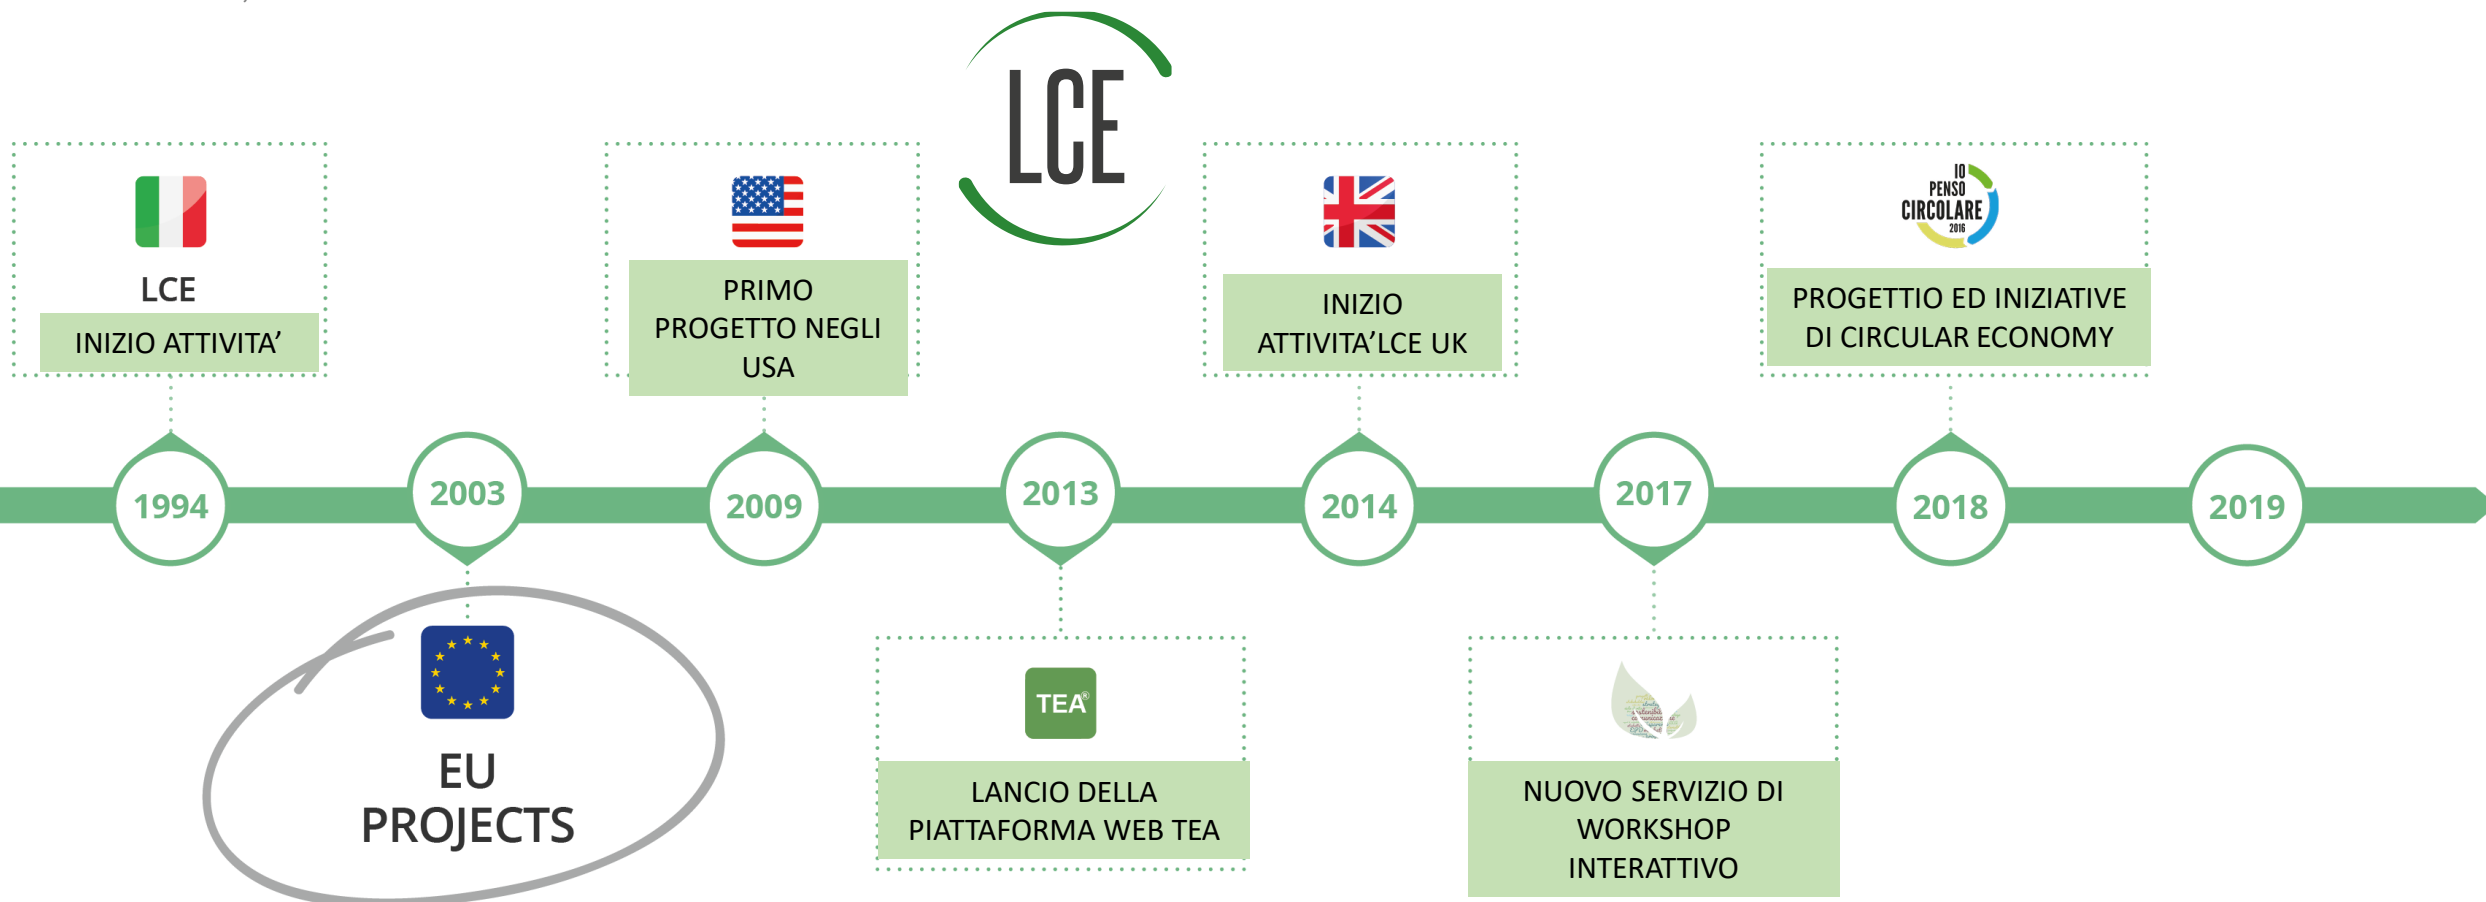 LCE
LCE
INIZIO ATTIVITA’
PRIMO
PROGETTO NEGLI
USA
INIZIO
ATTIVITA’LCE UK
IO
PENSO
CIRCOLARE
2016
PROGETTIO ED INIZIATIVE
DI CIRCULAR ECONOMY
1994
2003
2009
2013
2014
2017
2018
2019
EU
PROJECTS
TEA®
LANCIO DELLA
PIATTAFORMA WEB TEA
NUOVO SERVIZIO DI
WORKSHOP
INTERATTIVO